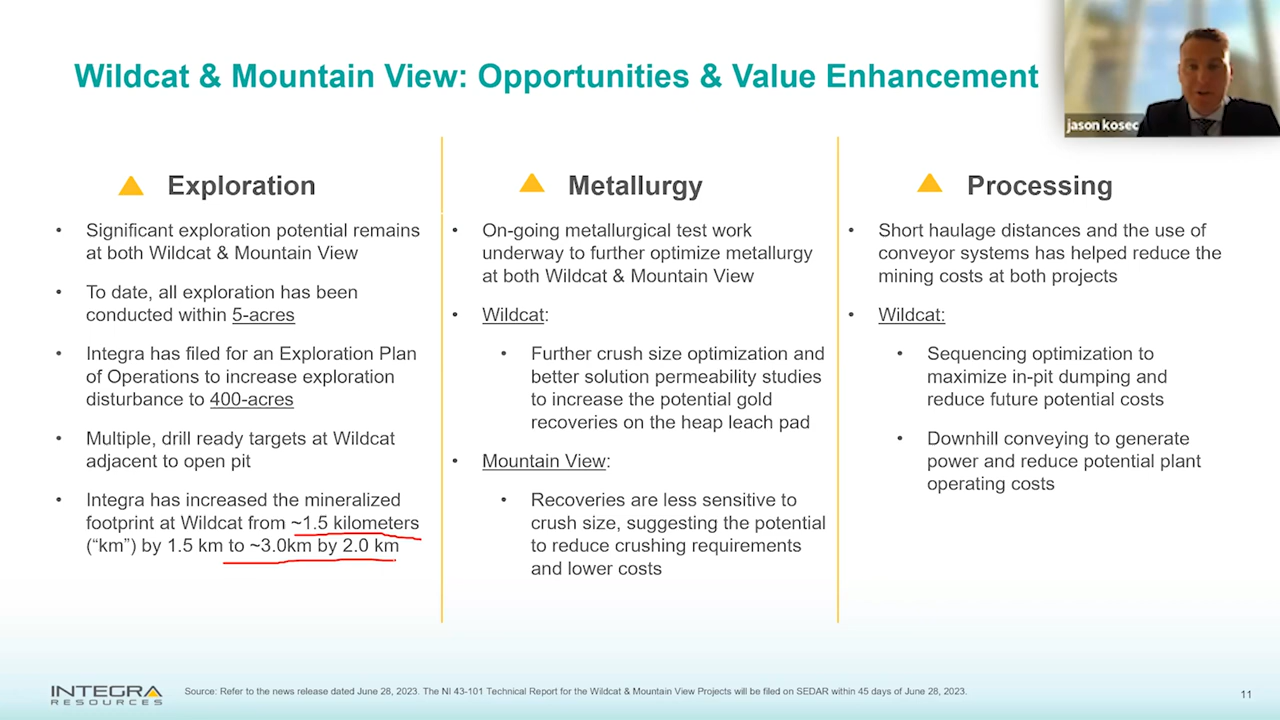 Wildcat & Mountain View: Opportunities & Value Enhancement
jason kosec
Exploration
• Significant exploration potential remains
at both Wildcat & Mountain View
• To date, all exploration has been
conducted within 5-acres
• Integra has filed for an Exploration Plan
of Operations to increase exploration
disturbance to 400-acres
• Multiple, drill ready targets at Wildcat
adjacent to open pit
• Integra has increased the mineralized
footprint at Wildcat from ~1.5 kilometers
(“km”) by 1.5 km to ~3.0km by 2.0 km
Metallurgy
• On-going metallurgical test work
underway to further optimize metallurgy
at both Wildcat & Mountain View
• Wildcat:
• Further crush size optimization and
better solution permeability studies
to increase the potential gold
recoveries on the heap leach pad
• Mountain View:
• Recoveries are less sensitive to
crush size, suggesting the potential
to reduce crushing requirements
and lower costs
Processing
• Short haulage distances and the use of
conveyor systems has helped reduce the
mining costs at both projects
• Wildcat:
• Sequencing optimization to
maximize in-pit dumping and
reduce future potential costs
• Downhill conveying to generate
power and reduce potential plant
operating costs
INTEGRA
RESOURCES
Source: Refer to the news release dated June 28, 2023. The NI 43-101 Technical Report for the Wildcat & Mountain View Projects will be filed on SEDAR within 45 days of June 28, 2023.
11